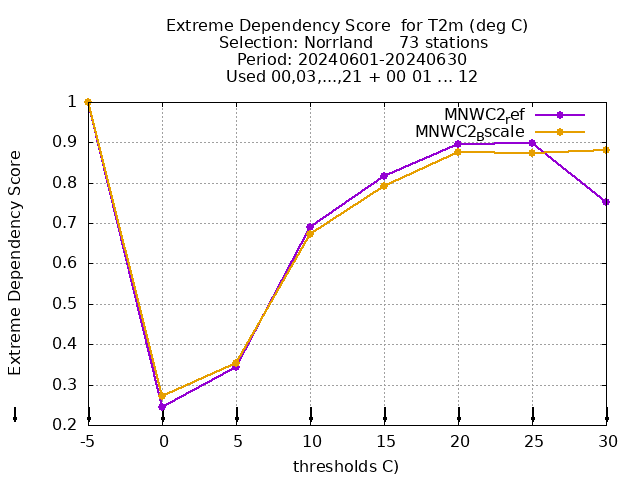 Extreme Dependency Score  for T2m (deg C)
Selection: Norrland     73 stations
Period: 20240601-20240630
Used 00,03,...,21 + 00 01 ... 12
MNWC2ref
MNWC2Bscale
Extreme Dependency Score
1
0.9
0.8
0.7
0.6
0.5
0.4
0.3
0.2
-5 0 5 10 15 20 25 30
thresholds C)